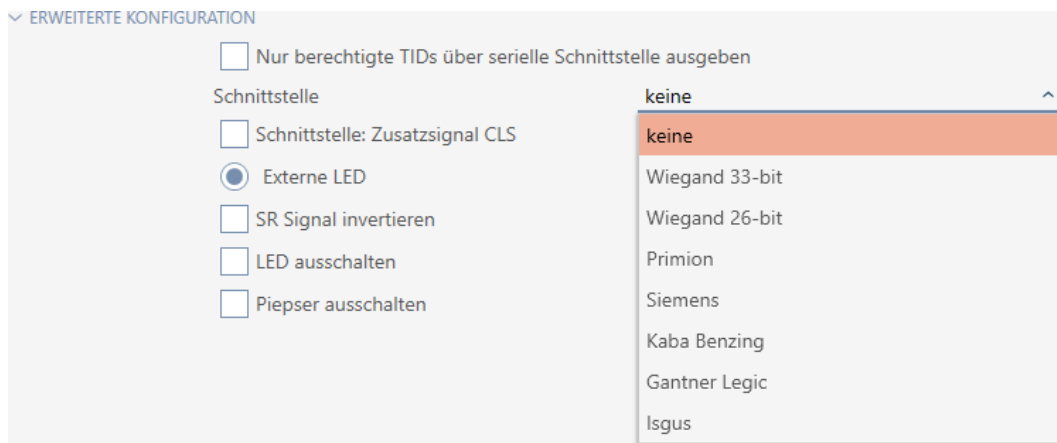 ERWEITERTE KONFIGURATION
Nur berechtigte TIDs über serielle Schnittstelle ausgeben
Schnittstelle
keine
Schnittstelle: Zusatzsignal CLS
Externe LED
SR Signal invertieren
LED ausschalten
Piepser ausschalten
keine
Wiegand 33-bit
Wiegand 26-bit
Primion
Siemens
Kaba Benzing
Gantner Legic
Isgus